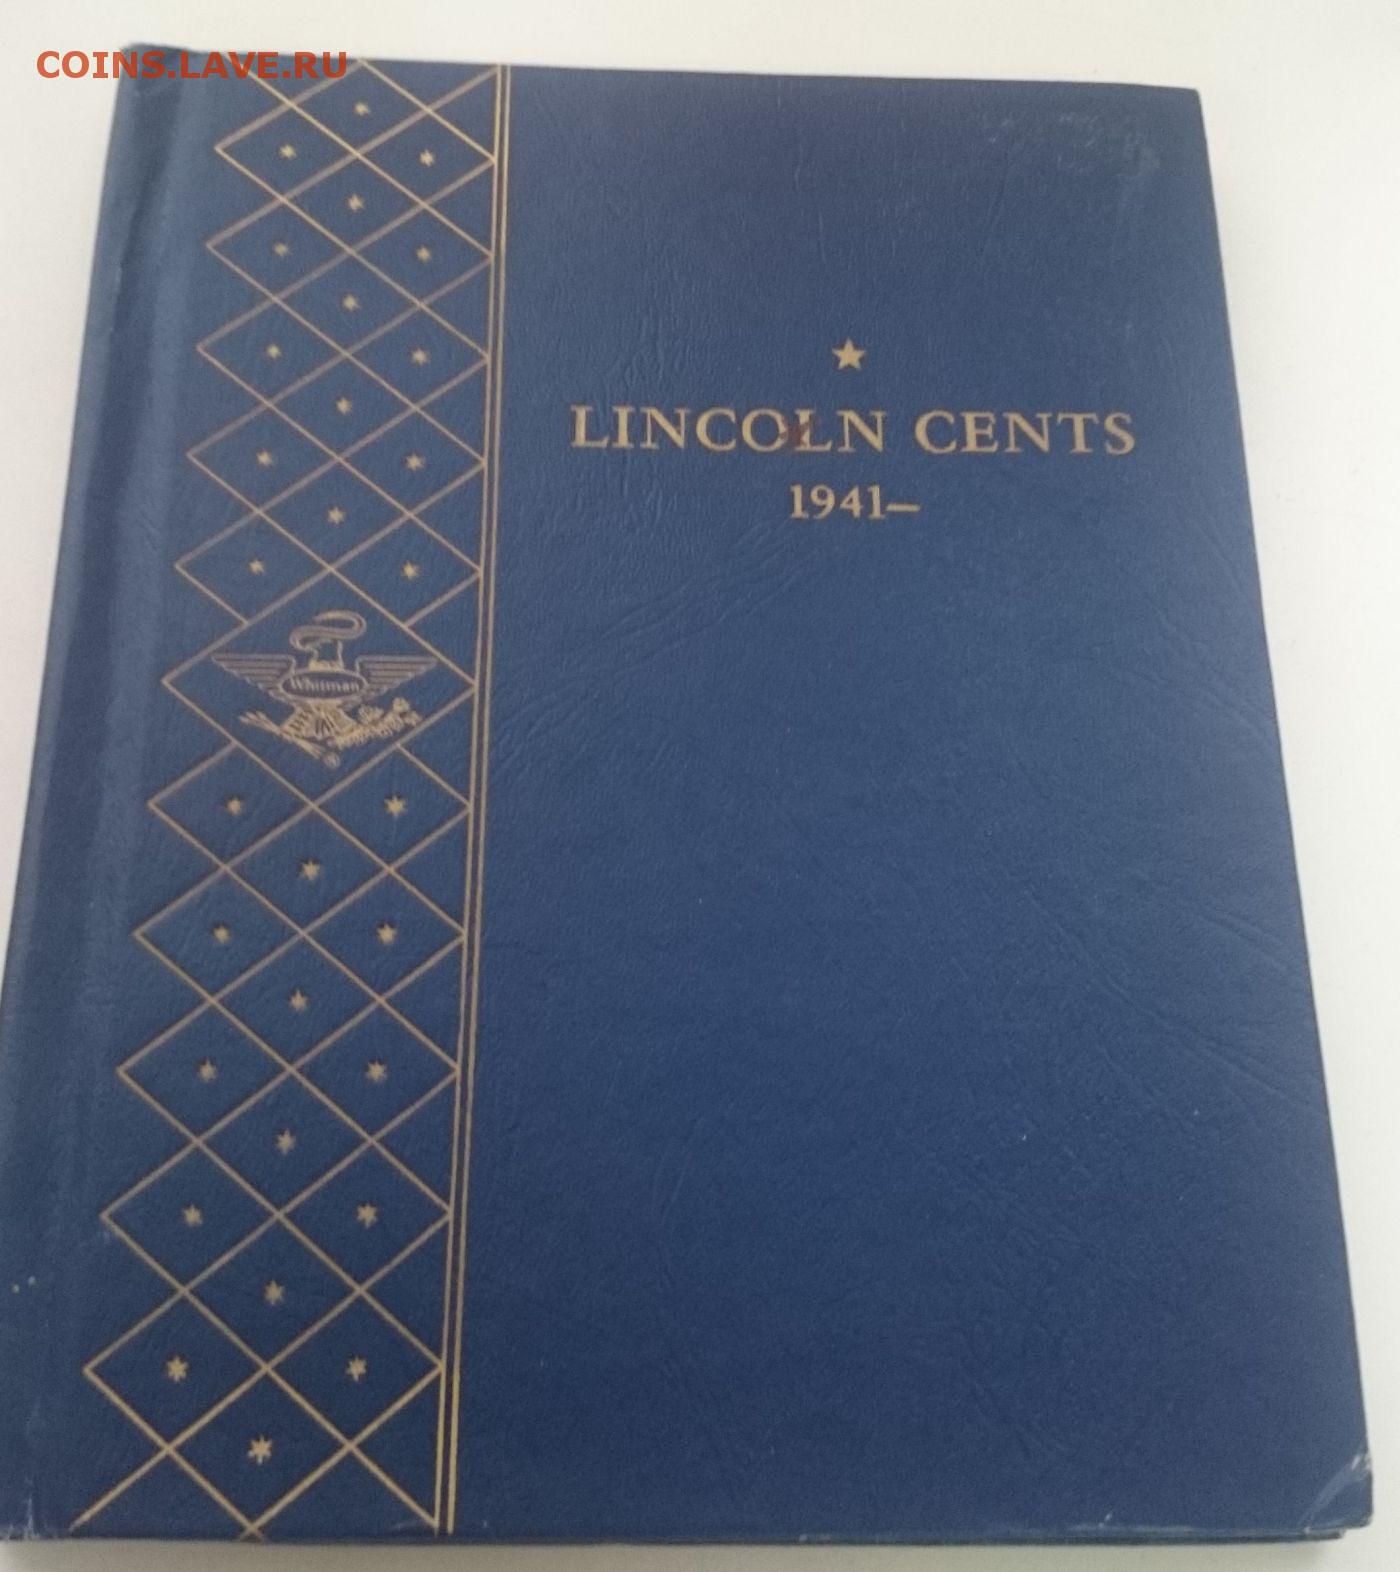 COINS.LAVE.RU
LINCOLN CENTS
1941–
Whitman